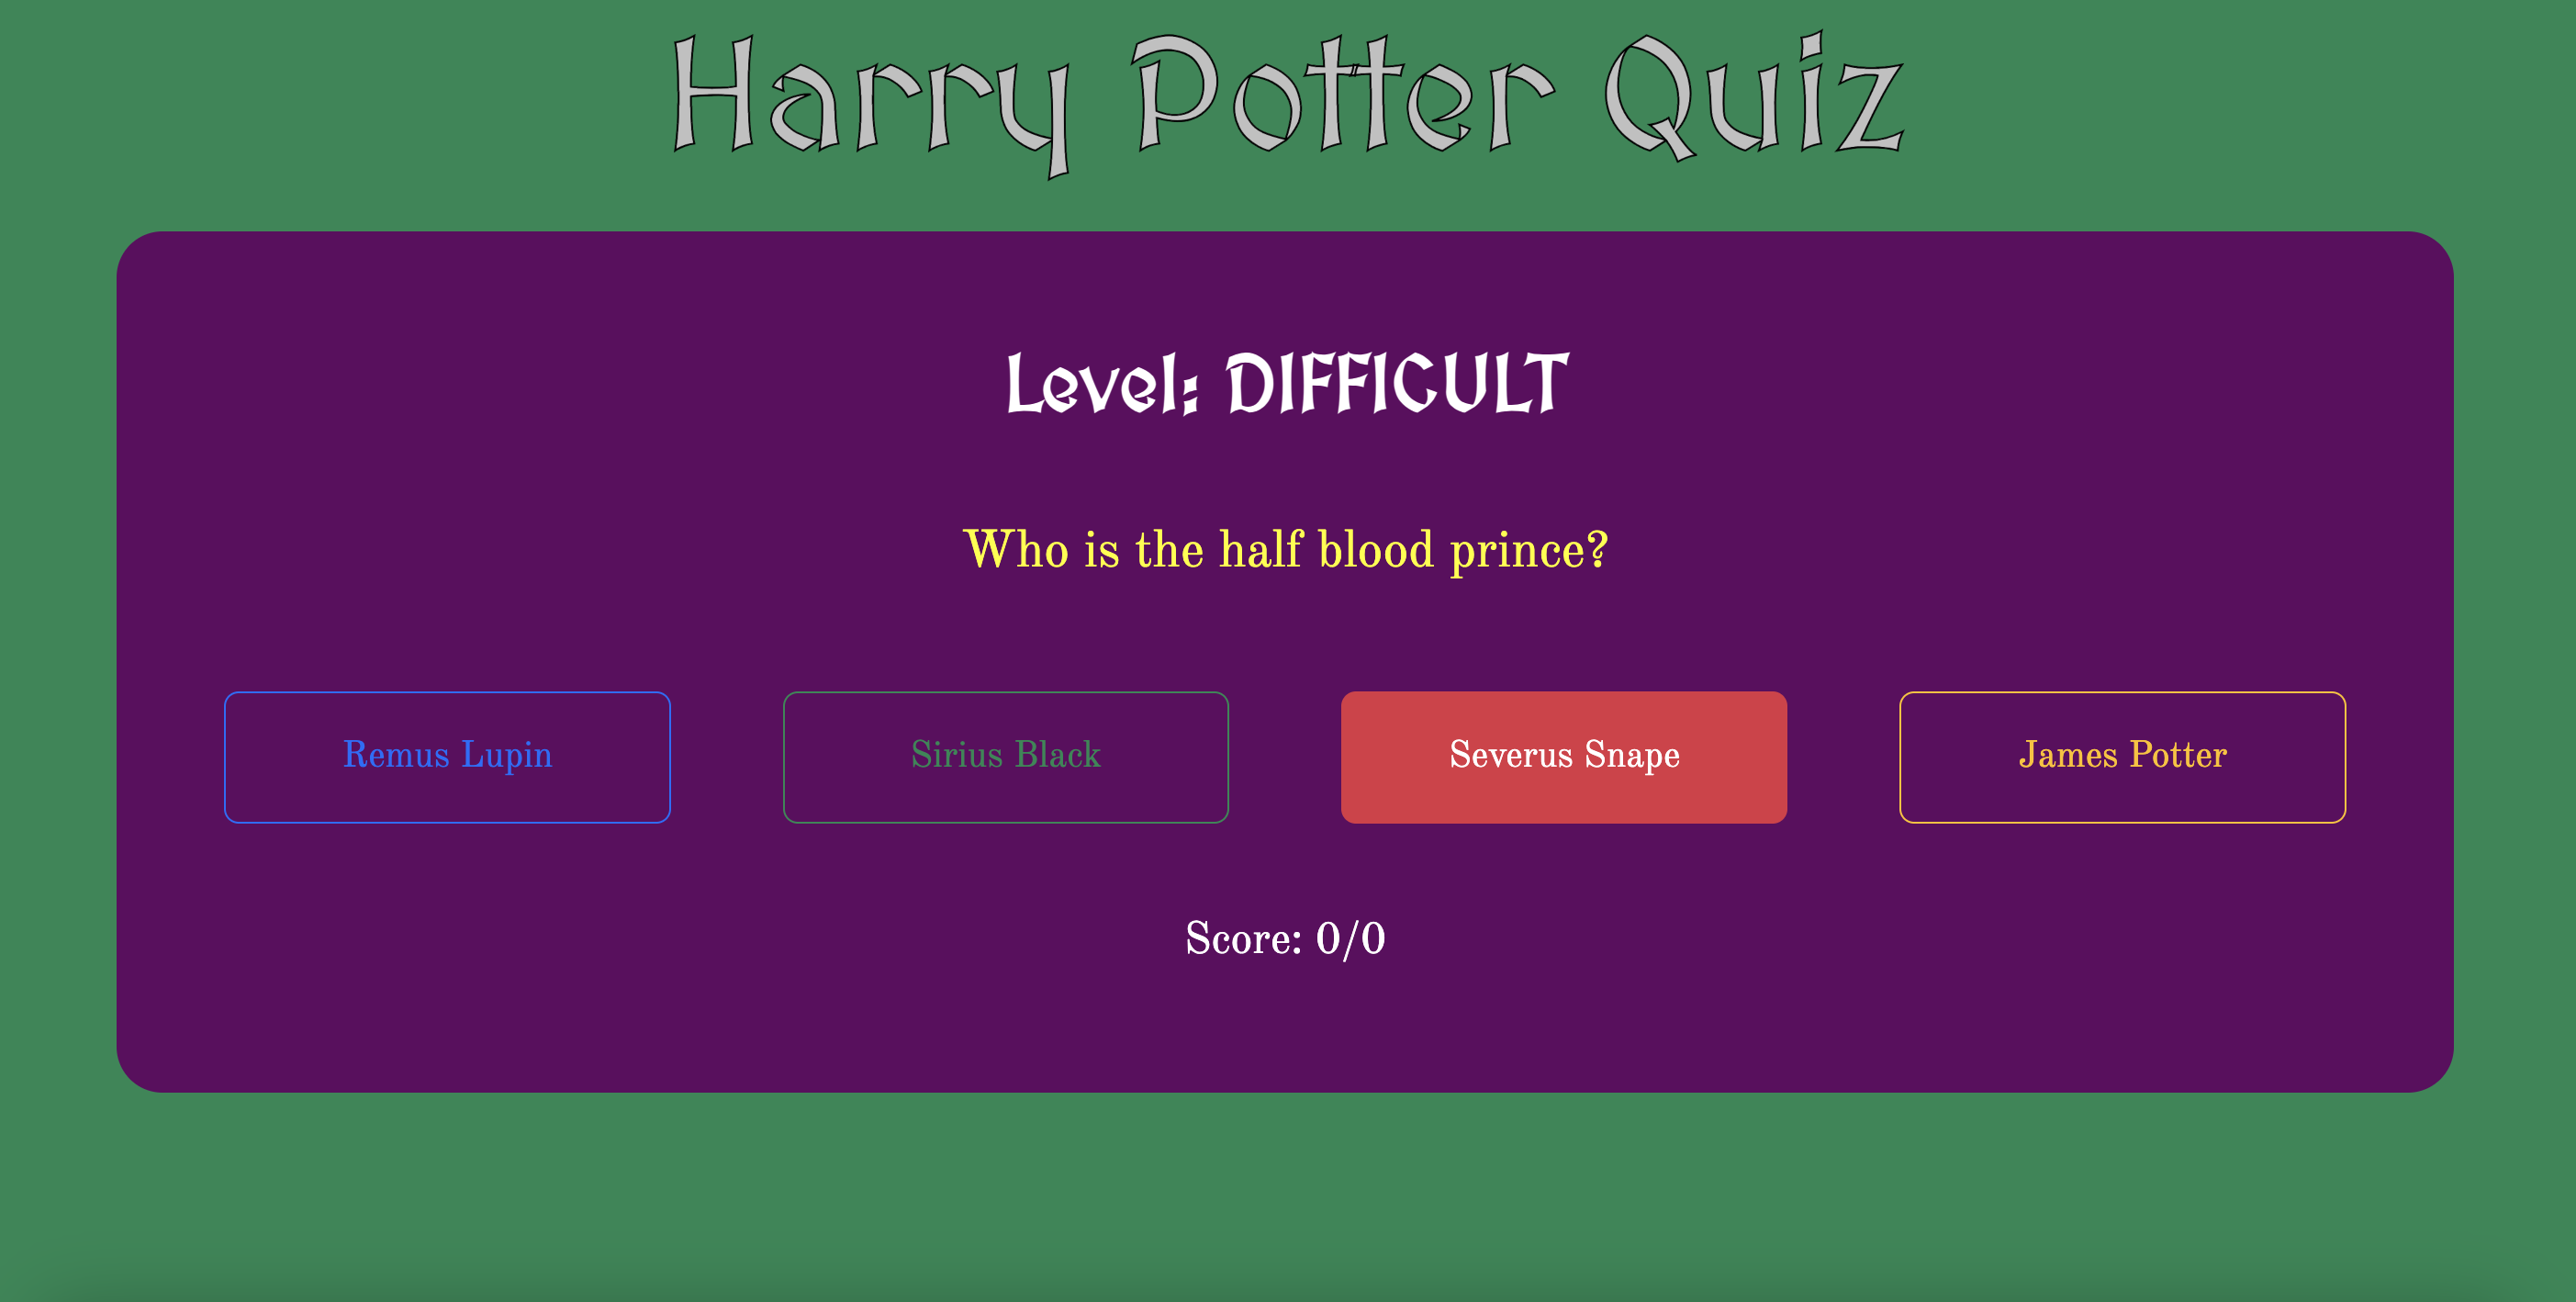 Harry Potter Quiz
Level: DIFFICULT
Who is the half blood prince?
Remus Lupin
Sirius Black
Severus Snape
James Potter
Score: 0/0